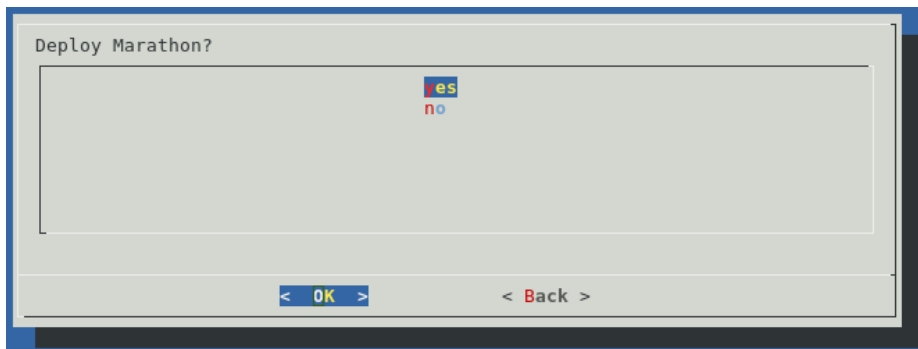 Deploy Marathon?
yes
no
< OK > < Back >